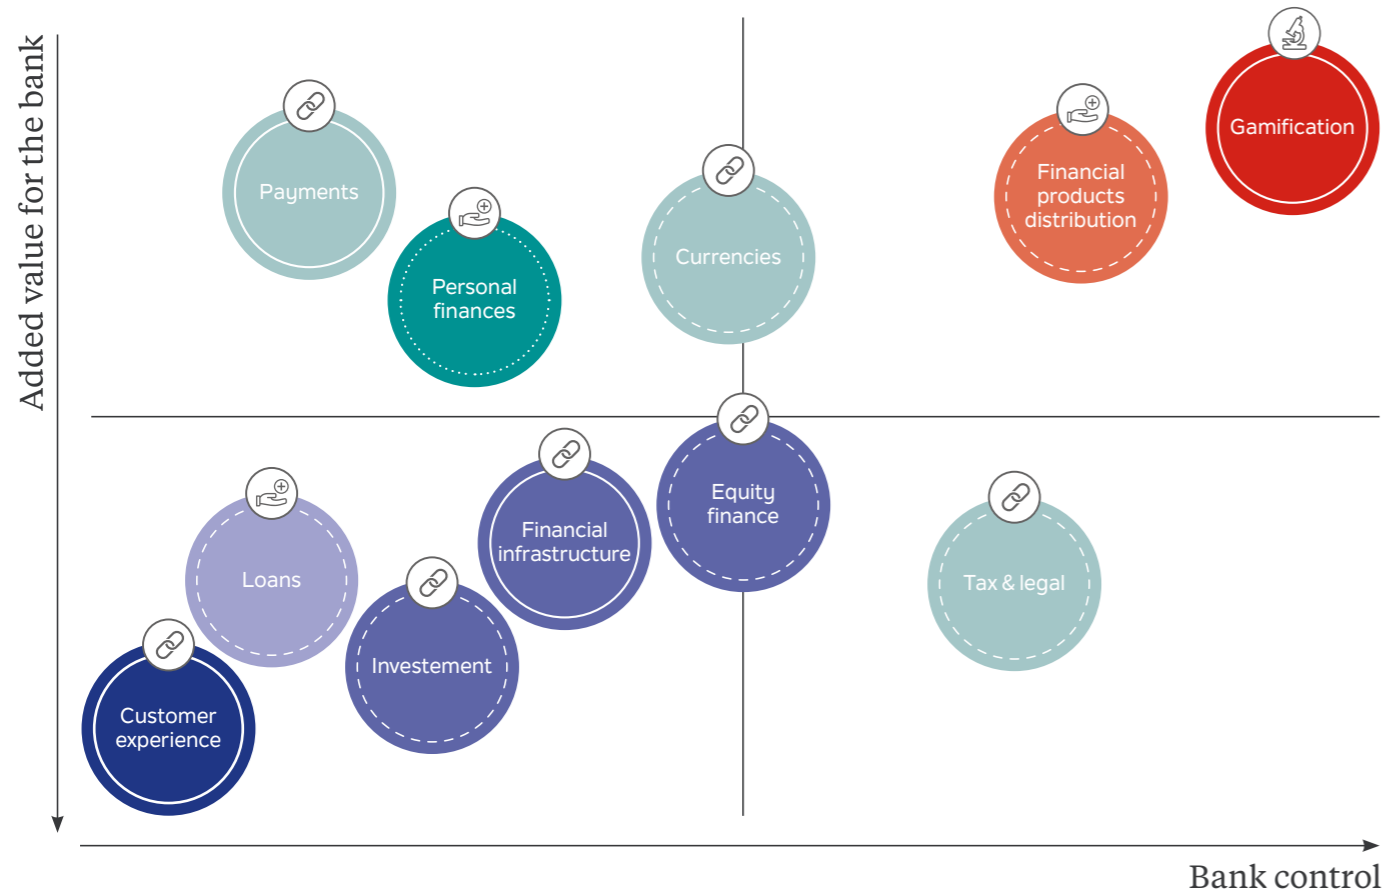 Added value for the bank
Gamification
Payments
Financial
products
distribution
Currencies
Personal
finances
Equity
finance
Financial
infrastructure
Loans
Tax & legal
Investement
Customer
experience
Bank control